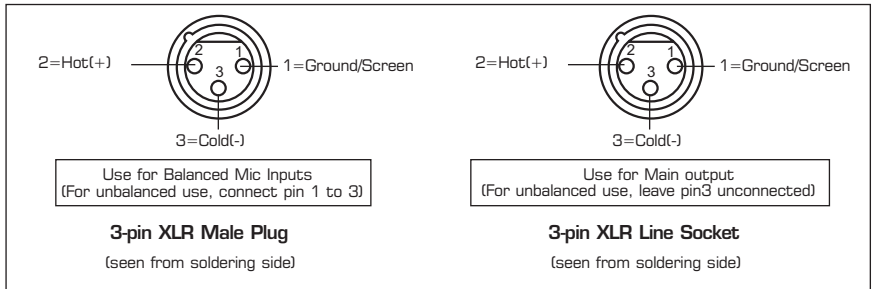 2
1
2=Hot(+)
1=Ground/Screen
3
3=Cold(-)
Use for Balanced Mic Inputs
(For unbalanced use, connect pin 1 to 3)
3-pin XLR Male Plug
(seen from soldering side)
2
1
2=Hot(+)
1=Ground/Screen
3
3=Cold(-)
Use for Main output
(For unbalanced use, leave pin3 unconnected)
3-pin XLR Line Socket
(seen from soldering side)